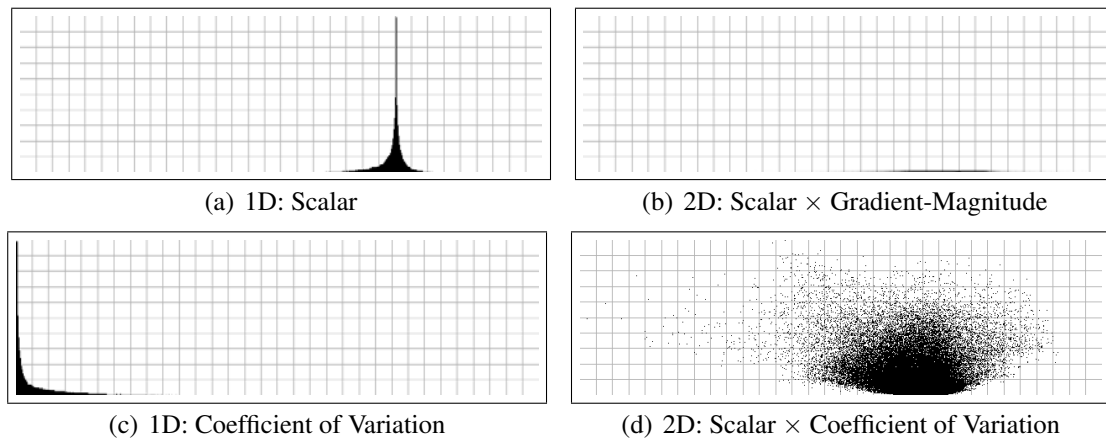 (a) 1D: Scalar
(b) 2D: Scalar × Gradient-Magnitude
(c) 1D: Coefficient of Variation
(d) 2D: Scalar × Coefficient of Variation